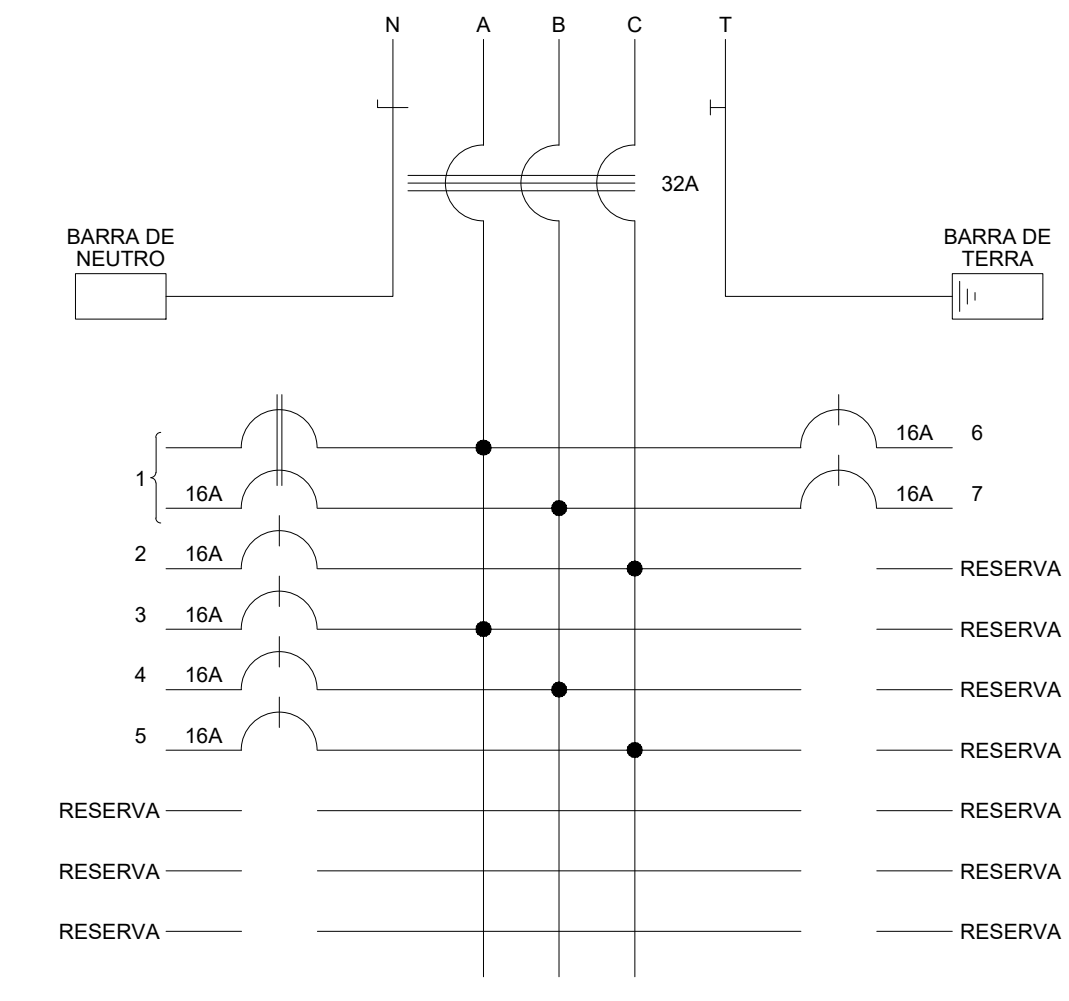 N A B C T
32A
BARRA DE
NEUTRO
BARRA DE
TERRA
16A 6
1
16A 16A 7
2 16A RESERVA
3 16A RESERVA
4 16A RESERVA
5 16A RESERVA
RESERVA RESERVA
RESERVA RESERVA
RESERVA RESERVA